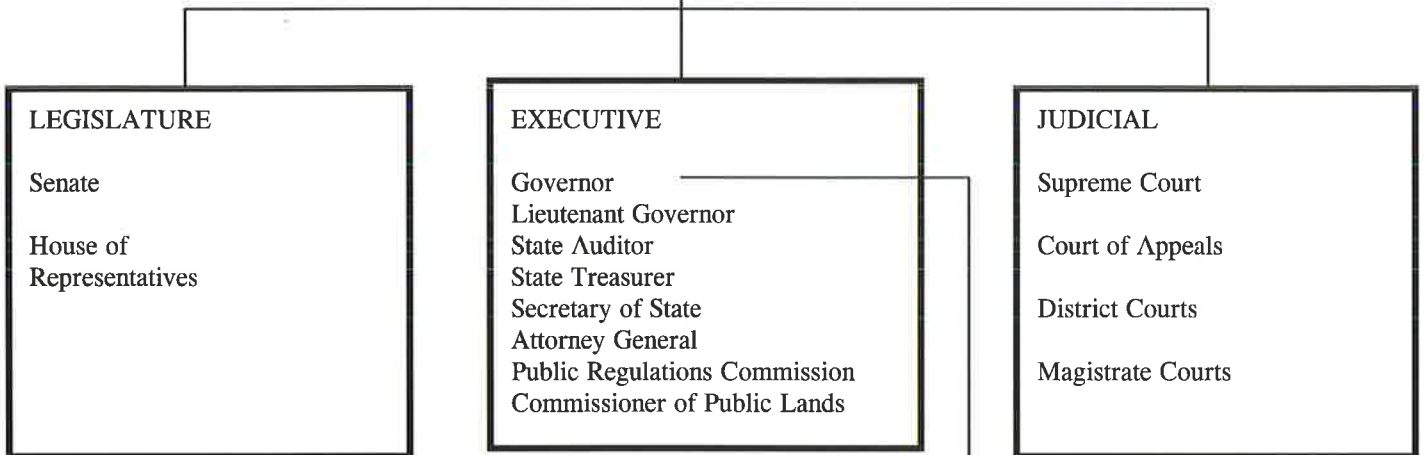 LEGISLATURE
Senate
House of
Representatives
EXECUTIVE
Governor
Lieutenant Governor
State Auditor
State Treasurer
Secretary of State
Attorney General
Public Regulations Commission
Commissioner of Public Lands
JUDICIAL
Supreme Court
Court of Appeals
District Courts
Magistrate Courts